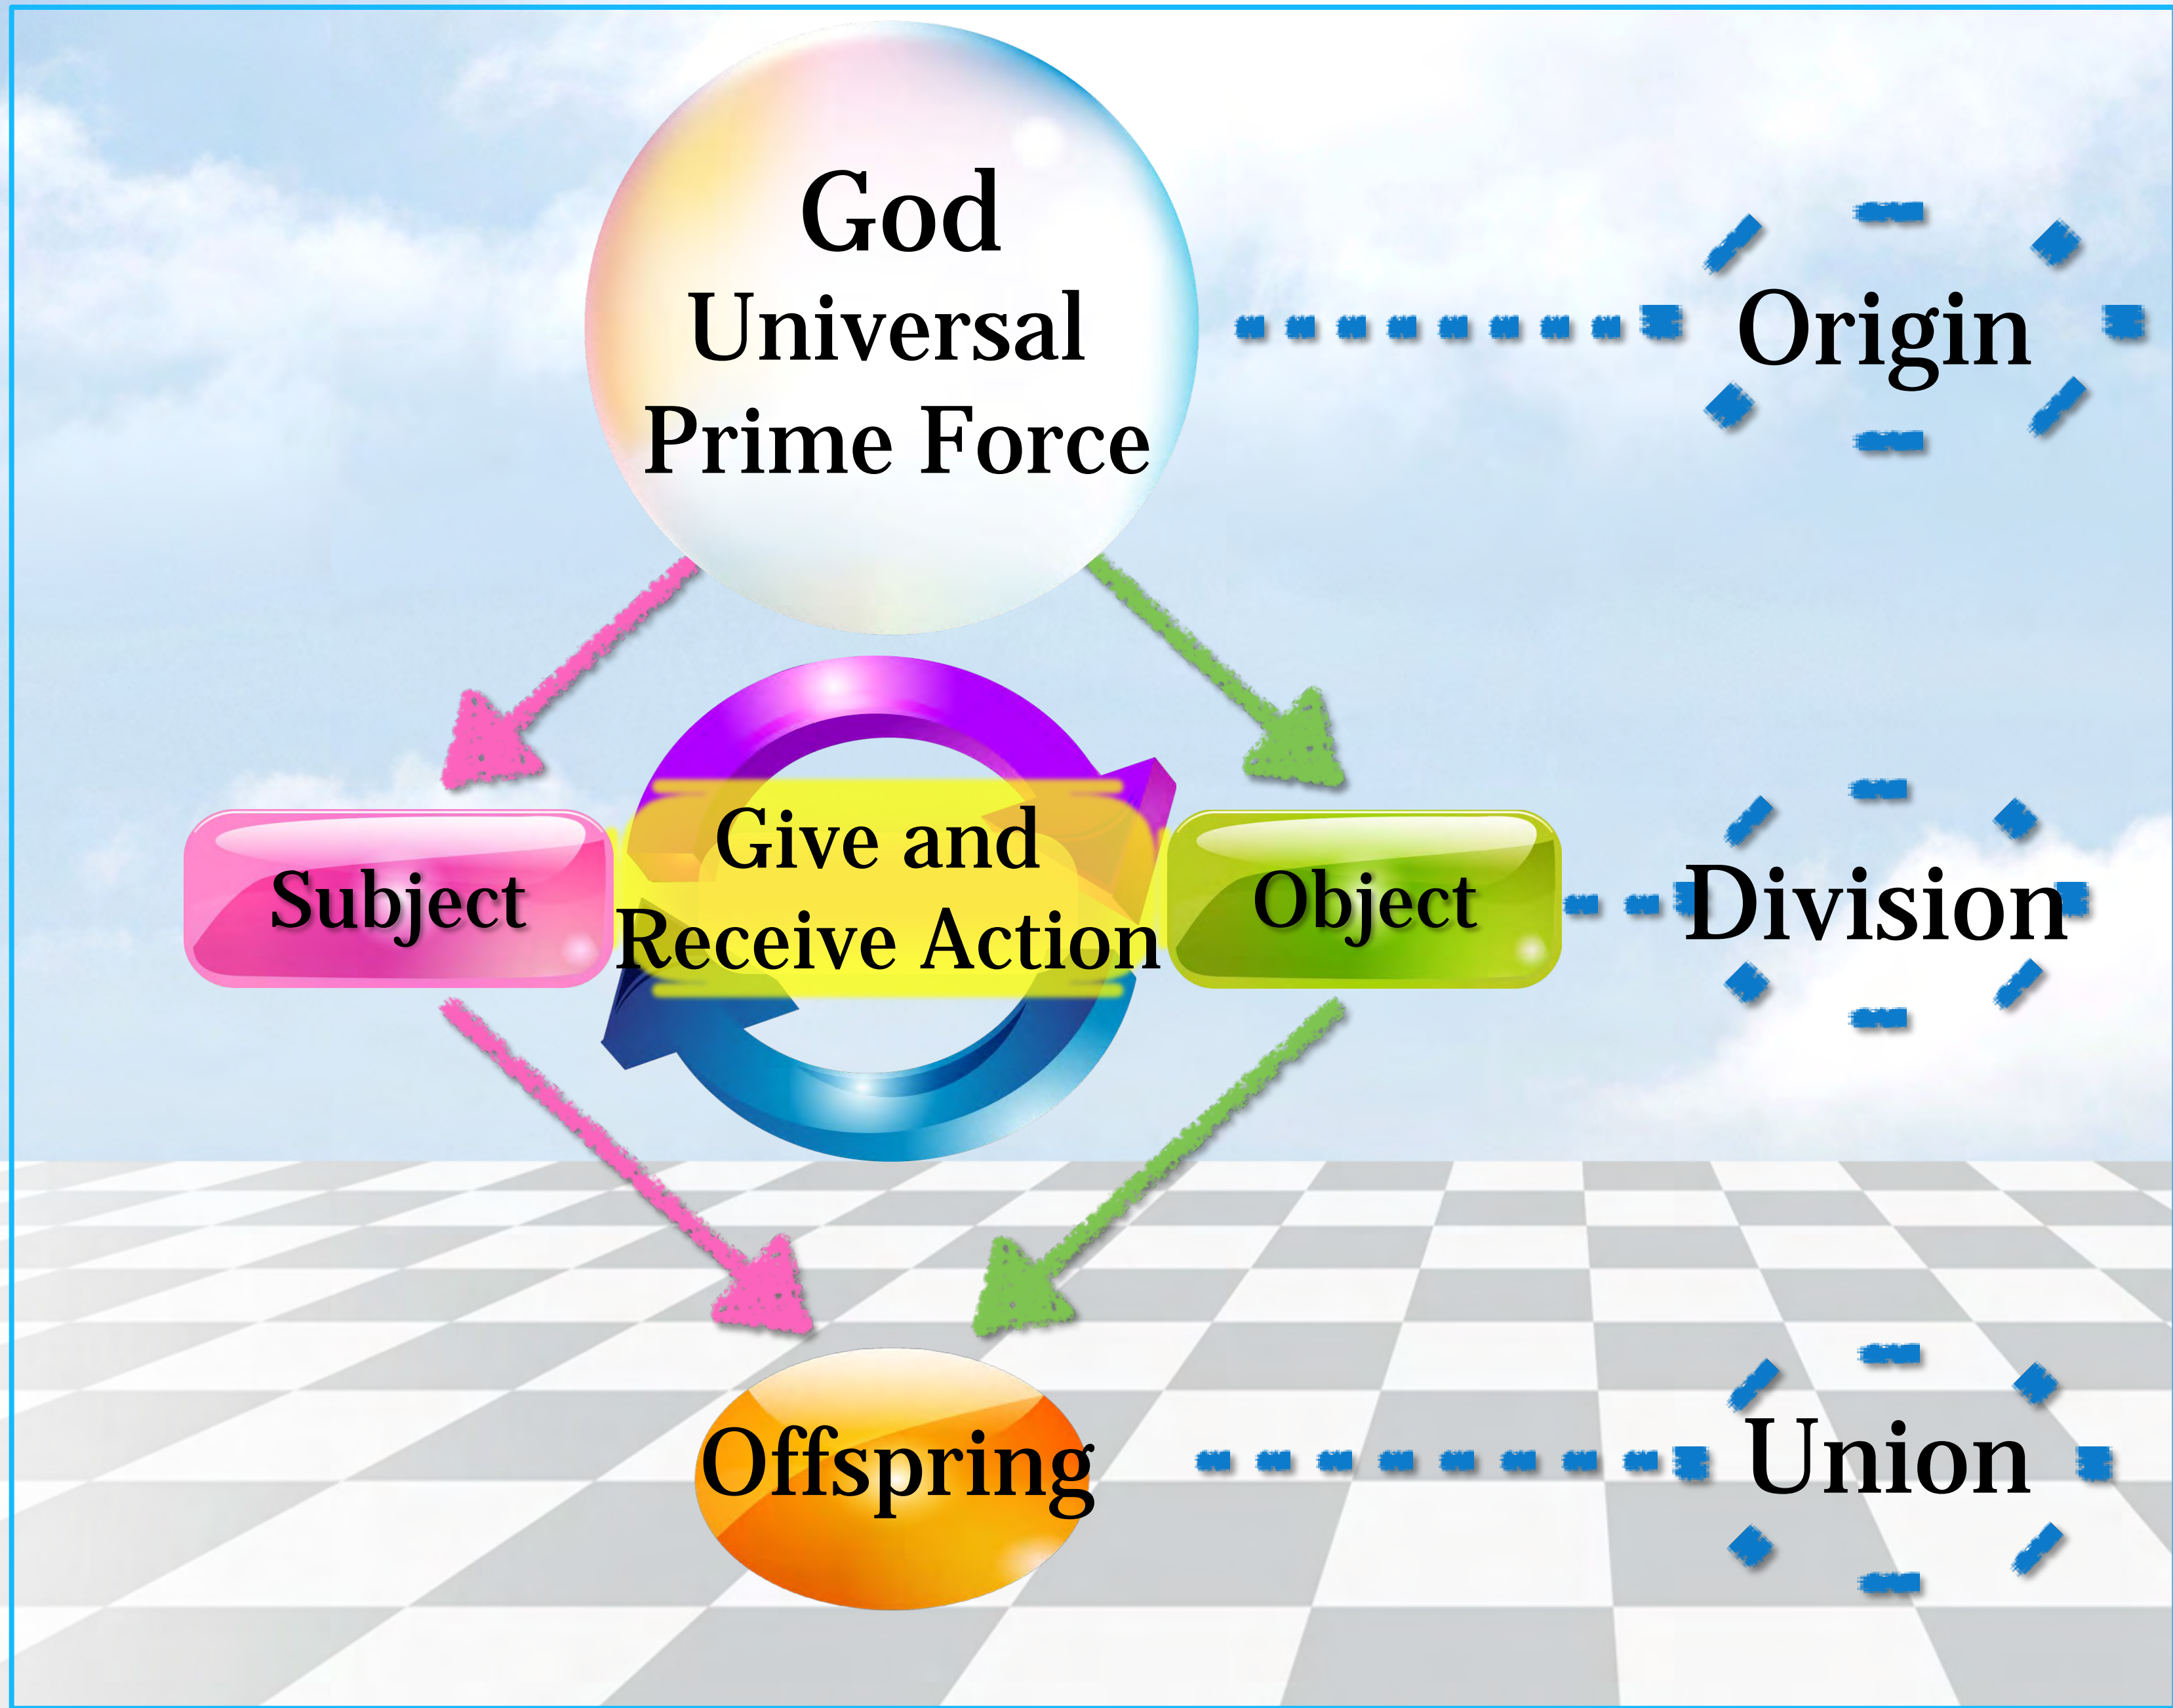 God
Universal
Prime Force
Origin
Subject
Give and
Receive Action
Object
Division
Offspring
Union